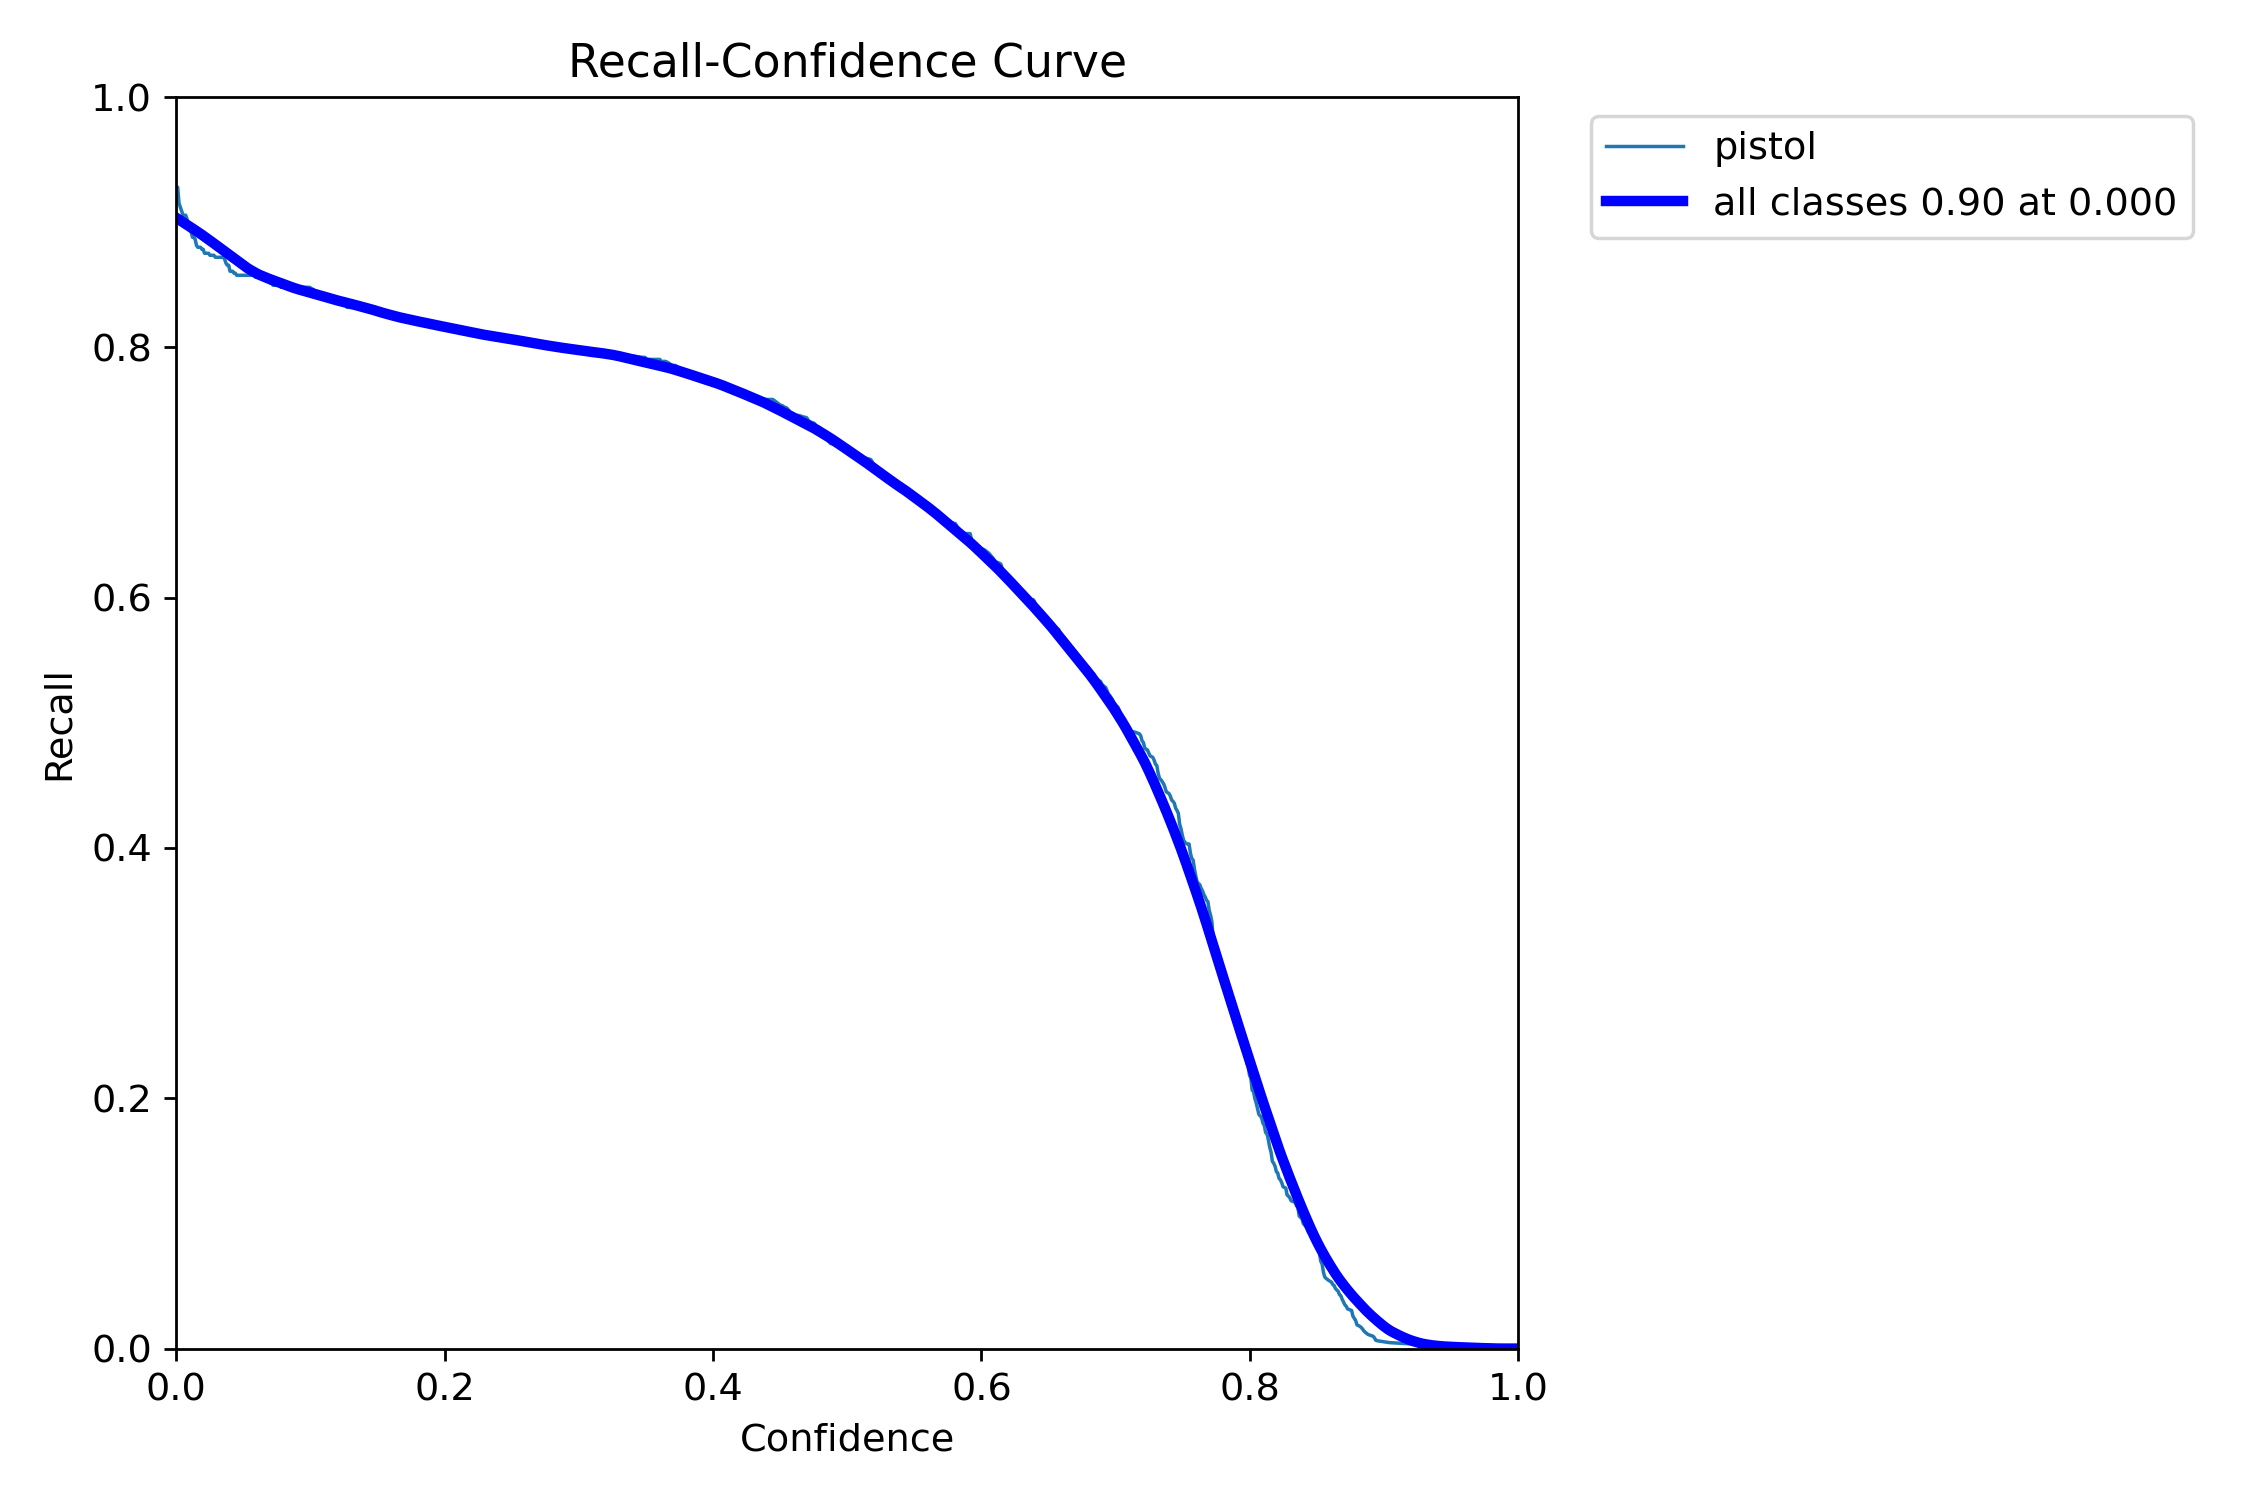 Recall-Confidence Curve
1.0
0.8
0.6
0.4
0.2
0.0
Recall
0.0 0.2 0.4 0.6 0.8 1.0
Confidence
pistol
all classes 0.90 at 0.000